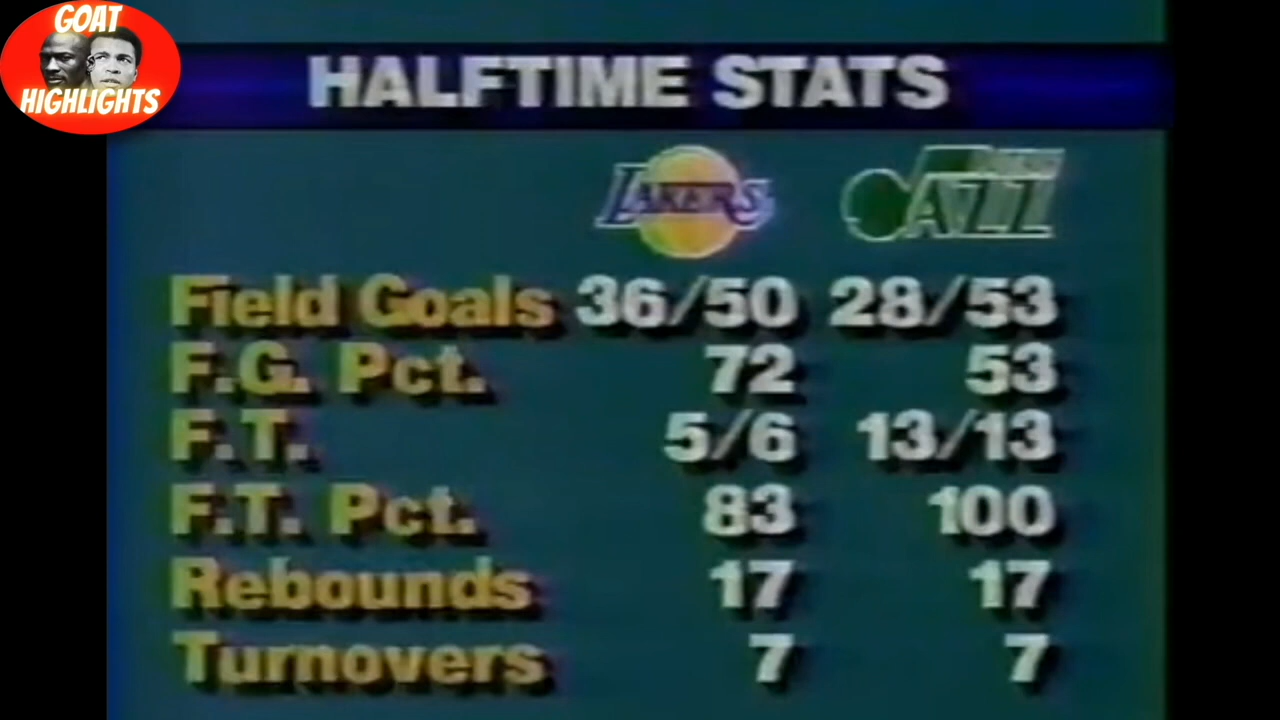 GOAT
HIGHLIGHTS
HALFTIME STATS
LAKERS
JAZZ
Field Goals 36/50 28/53
F.G. Pct. 72 53
F.T. 5/6 13/13
F.T. Pct. 83 100
Rebounds 17 17
Turnovers 7 7